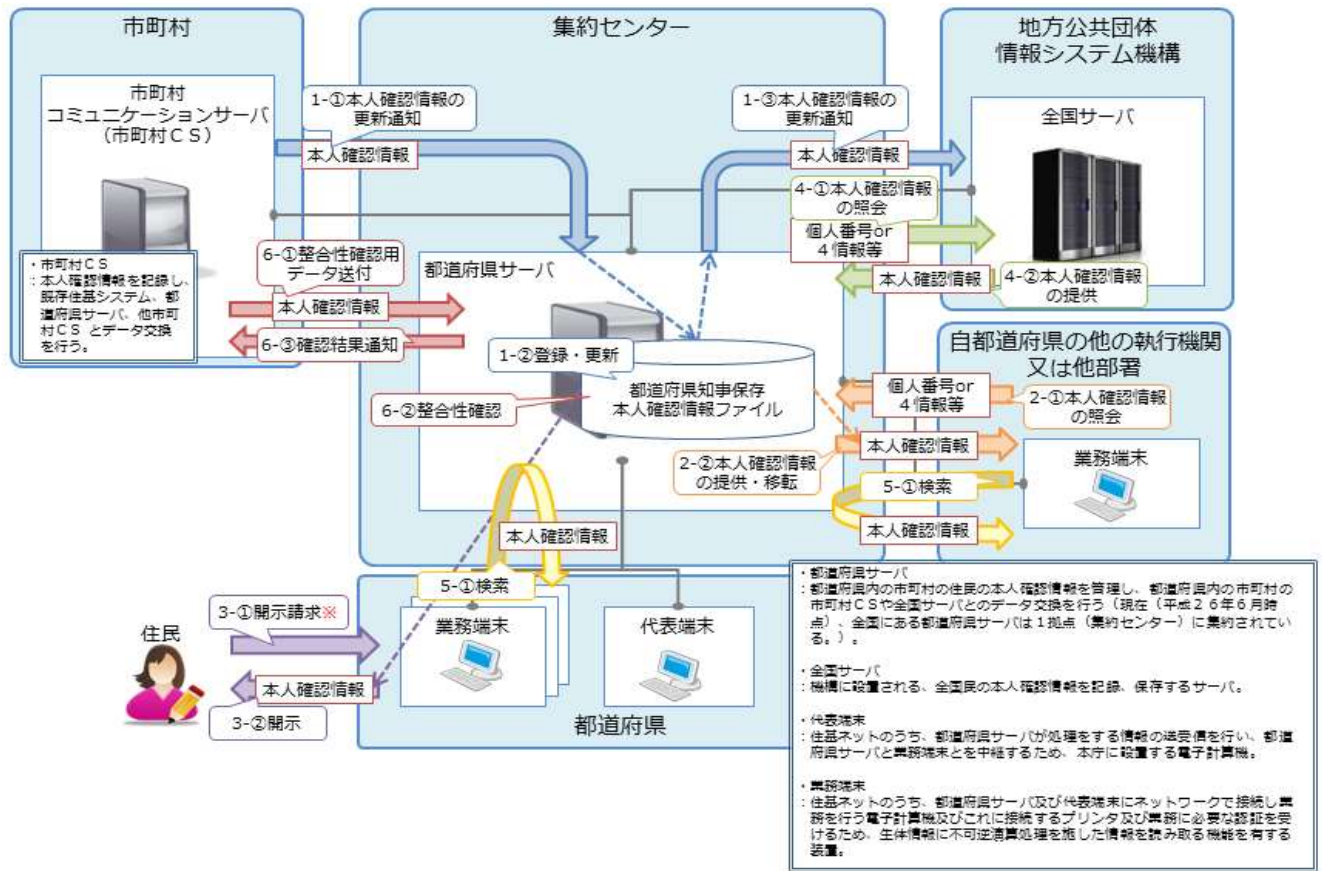 市町村
集約センター
地方公共団体
情報システム機構
市町村
コミュニケーションサーバ
（市町村ＣＳ）
1-①本人確認情報の
更新通知
本人確認情報
1-③本人確認情報の
更新通知
本人確認情報
全国サーバ
4-①本人確認情報
の照会
個人番号or
４情報等
本人確認情報
4-②本人確認情報
の提供
・市町村ＣＳ
：本人確認情報を記録し、
既存住基システム、都
道府県サーバ、他市町
村ＣＳ とデータ交換
を行う。
6-①整合性確認用
データ送付
本人確認情報
6-③確認結果通知
都道府県サーバ
1-②登録・更新
都道府県知事保存
本人確認情報ファイル
6-②整合性確認
自都道府県の他の執行機関
又は他部署
個人番号or
４情報等
2-①本人確認情報
の照会
本人確認情報
2-②本人確認情報
の提供・移転
業務端末
5-①検索
本人確認情報
本人確認情報
5-①検索
3-①開示請求※
住民
本人確認情報
3-②開示
業務端末
代表端末
都道府県
・都道府県サーバ
：都道府県内の市町村の住民の本人確認情報を管理し、都道府県内の市町村の
市町村ＣＳや全国サーバとのデータ交換を行う（現在（平成２６年６月時
点）、全国にある都道府県サーバは１拠点（集約センター）に集約されてい
る。）。
・全国サーバ
：機構に設置される、全国民の本人確認情報を記録、保存するサーバ。
・代表端末
：住基ネットのうち、都道府県サーバが処理をする情報の送受信を行い、都道
府県サーバと業務端末とを中継するため、本庁に設置する電子計算機。
・業務端末
：住基ネットのうち、都道府県サーバ及び代表端末にネットワークで接続し業
務を行う電子計算機及びこれに接続するプリンタ及び業務に必要な認証を受
けるため、生体情報に不可逆演算処理を施した情報を読み取る機能を有する
装置。